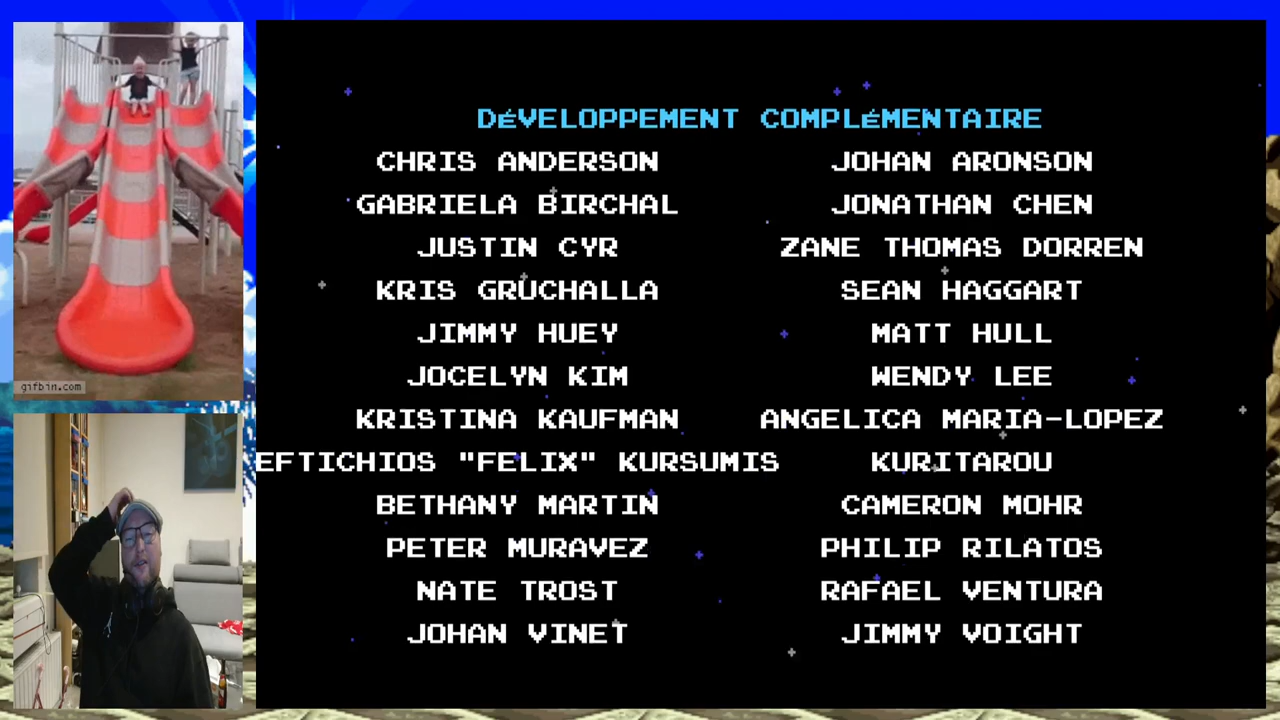 DÉVELOPPEMENT COMPLÉMENTAIRE
CHRIS ANDERSON JOHAN ARONSON
GABRIELA BIRCHAL JONATHAN CHEN
JUSTIN CYR ZANE THOMAS DORREN
KRIS GRUCHALLA SEAN HAGGART
JIMMY HUEY MATT HULL
JOCELYN KIM WENDY LEE
KRISTINA KAUFMAN ANGELICA MARIA-LOPEZ
EFTICHIOS "FELIX" KURSUMIS KURITAROU
BETHANY MARTIN CAMERON MOHR
PETER MURAVEZ PHILIP RILATOS
NATE TROST RAFAEL VENTURA
JOHAN VINET JIMMY VOIGHT
gifbin.com